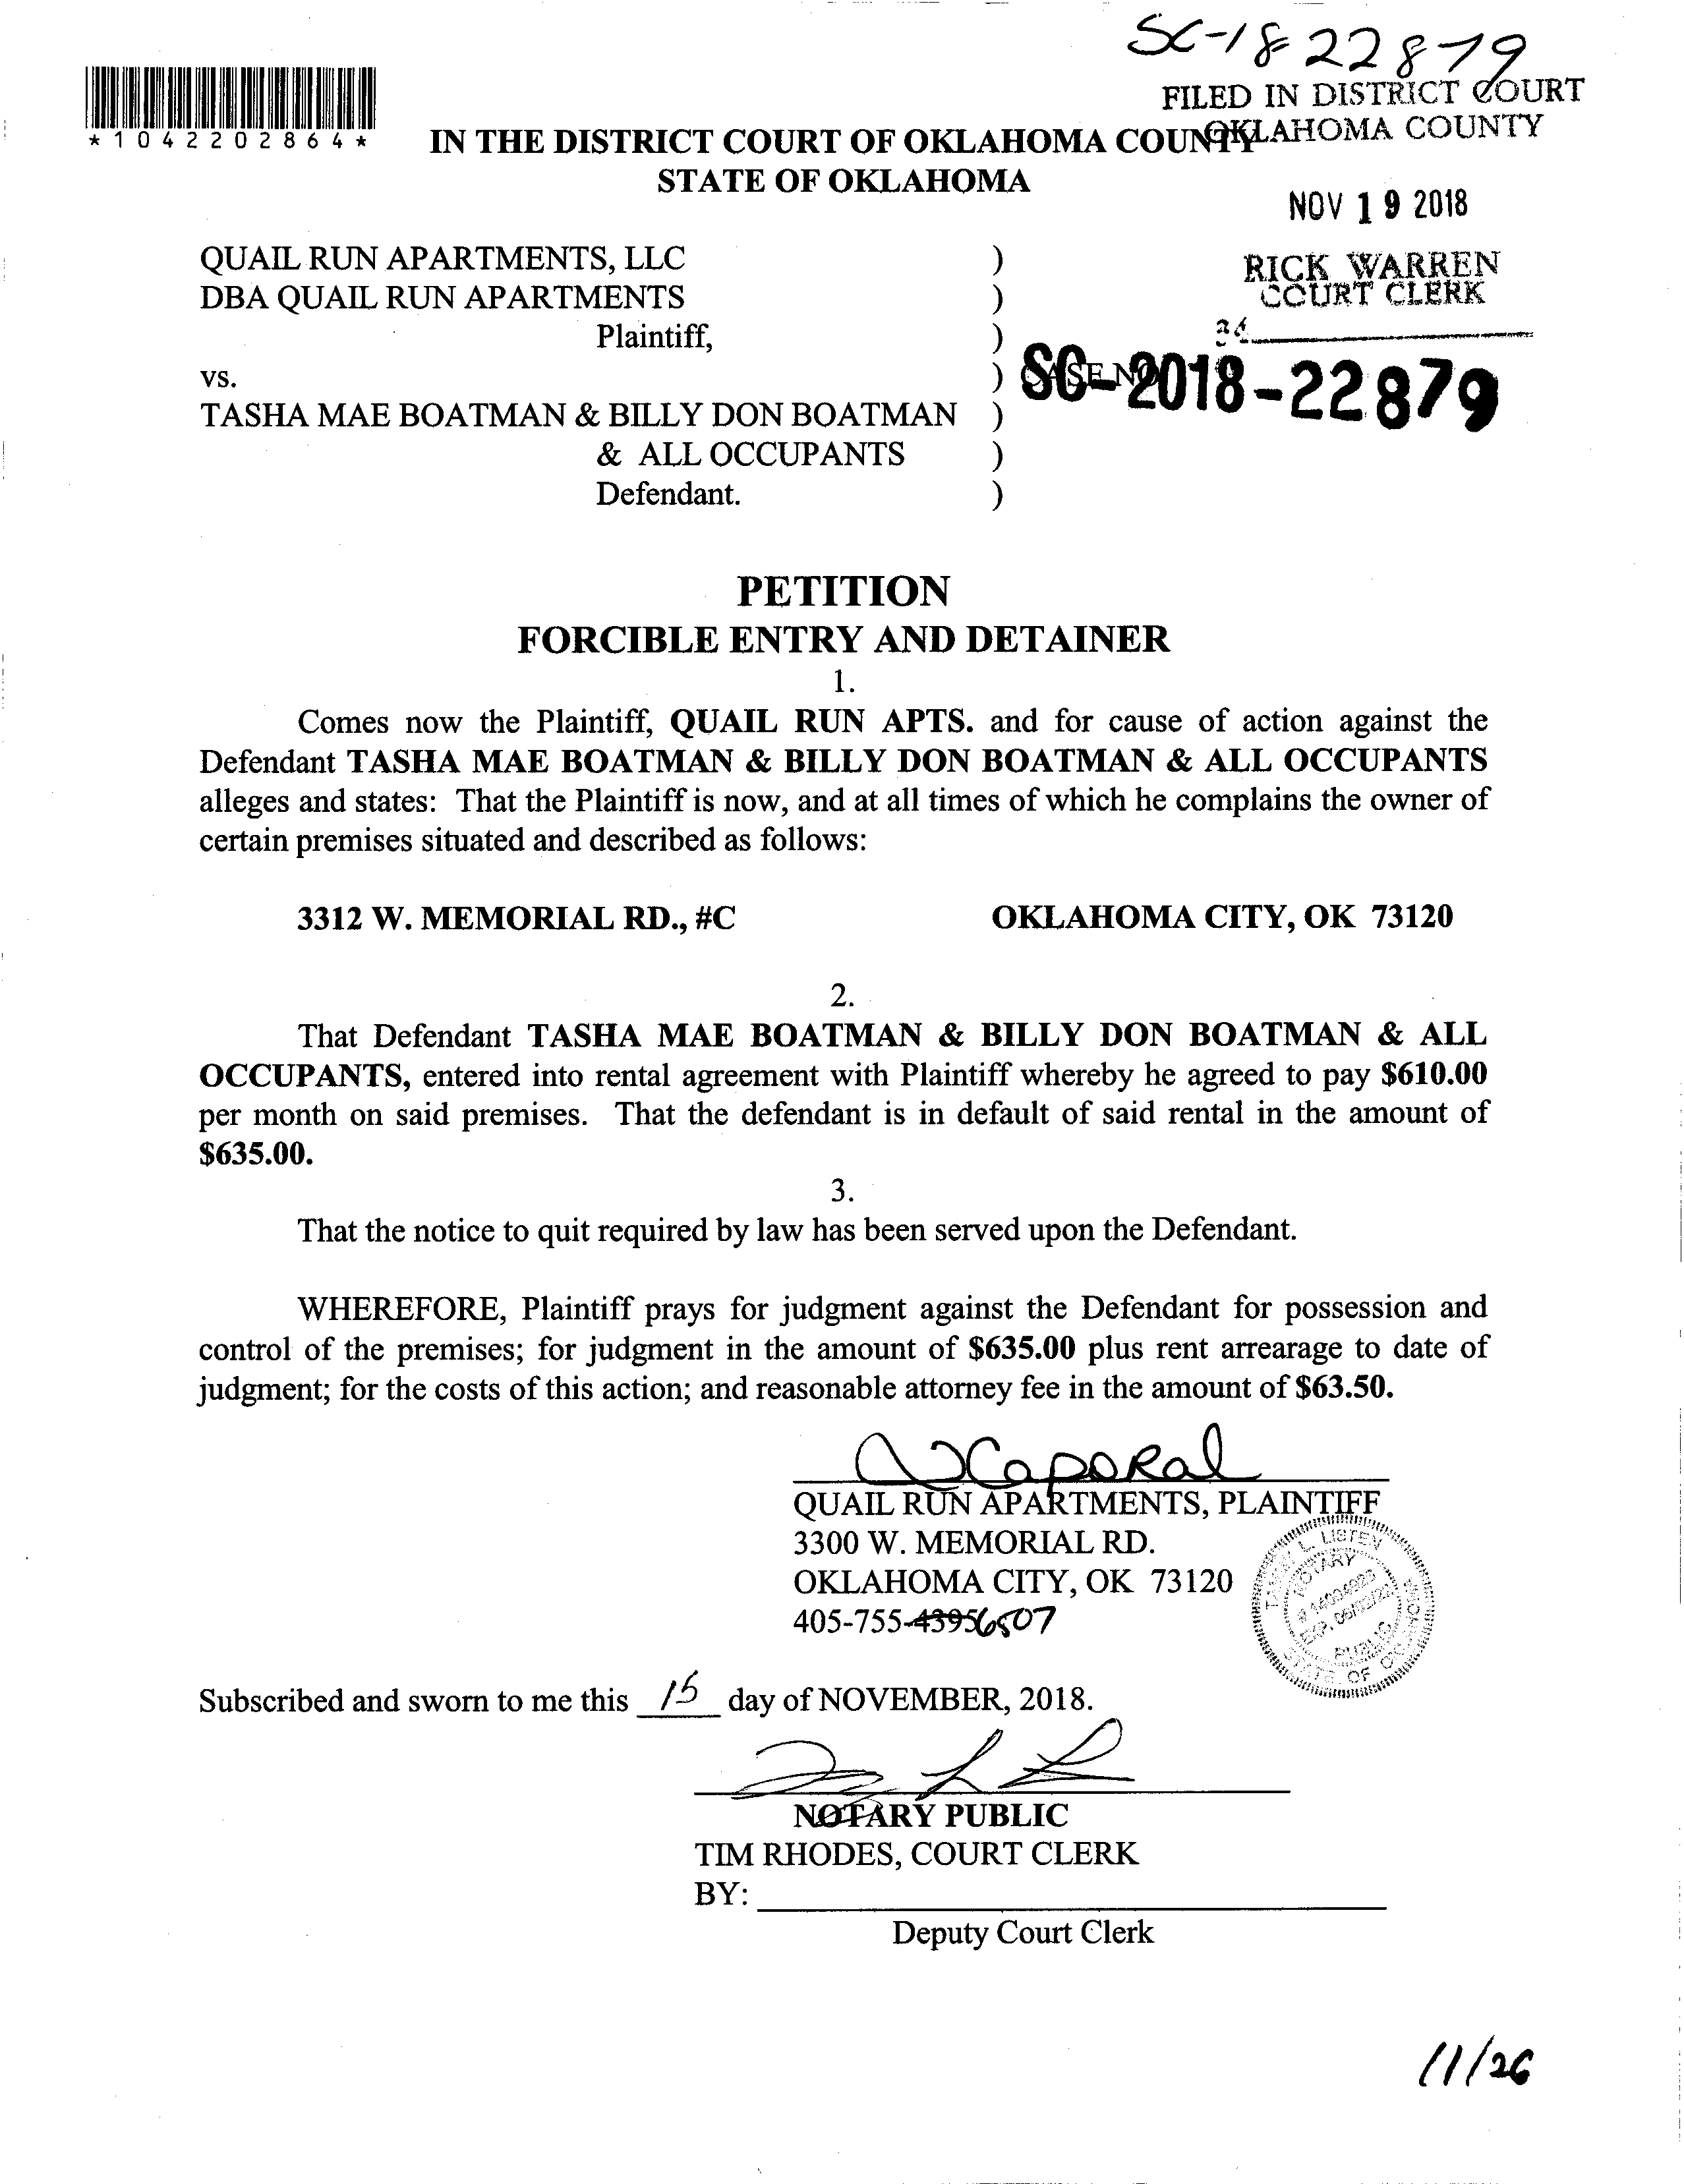 SC-18 22879
FILED IN DISTRICT COURT
OKLAHOMA COUNTY
*1042202864*
IN THE DISTRICT COURT OF OKLAHOMA COUNTY
STATE OF OKLAHOMA
NOV 19 2018
QUAIL RUN APARTMENTS, LLC )
RICK WARREN
COURT CLERK
DBA QUAIL RUN APARTMENTS )
Plaintiff, )
vs. ) CASE NO
SC-2018-22879
TASHA MAE BOATMAN & BILLY DON BOATMAN )
& ALL OCCUPANTS )
Defendant. )
PETITION
FORCIBLE ENTRY AND DETAINER
1.
Comes now the Plaintiff, QUAIL RUN APTS. and for cause of action against the
Defendant TASHA MAE BOATMAN & BILLY DON BOATMAN & ALL OCCUPANTS
alleges and states: That the Plaintiff is now, and at all times of which he complains the owner of
certain premises situated and described as follows:
3312 W. MEMORIAL RD., #C OKLAHOMA CITY, OK 73120
2.
That Defendant TASHA MAE BOATMAN & BILLY DON BOATMAN & ALL
OCCUPANTS, entered into rental agreement with Plaintiff whereby he agreed to pay $610.00
per month on said premises. That the defendant is in default of said rental in the amount of
$635.00.
3.
That the notice to quit required by law has been served upon the Defendant.
WHEREFORE, Plaintiff prays for judgment against the Defendant for possession and
control of the premises; for judgment in the amount of $635.00 plus rent arrearage to date of
judgment; for the costs of this action; and reasonable attorney fee in the amount of $63.50.
Caporal
QUAIL RUN APARTMENTS, PLAINTIFF
3300 W. MEMORIAL RD.
OKLAHOMA CITY, OK 73120
405-755-4395 6507
L. LISTEN
NOTARY
# 14004923
EXP.
PUBLIC
STATE OF OKLAHOMA
Subscribed and sworn to me this 15 day of NOVEMBER, 2018.
NOTARY PUBLIC
TIM RHODES, COURT CLERK
BY:
Deputy Court Clerk
11/26